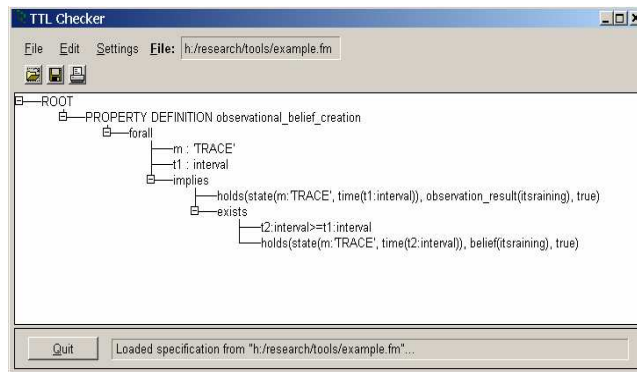 TTL Checker
File Edit Settings File: h:/research/tools/example.fm
ROOT
PROPERTY DEFINITION observational_belief_creation
forall
m : 'TRACE'
t1 : interval
implies
holds(state(m:'TRACE', time(t1:interval)), observation_result(itsraining), true)
exists
t2:interval>=t1:interval
holds(state(m:'TRACE', time(t2:interval)), belief(itsraining), true)
Quit Loaded specification from "h:/research/tools/example.fm"...